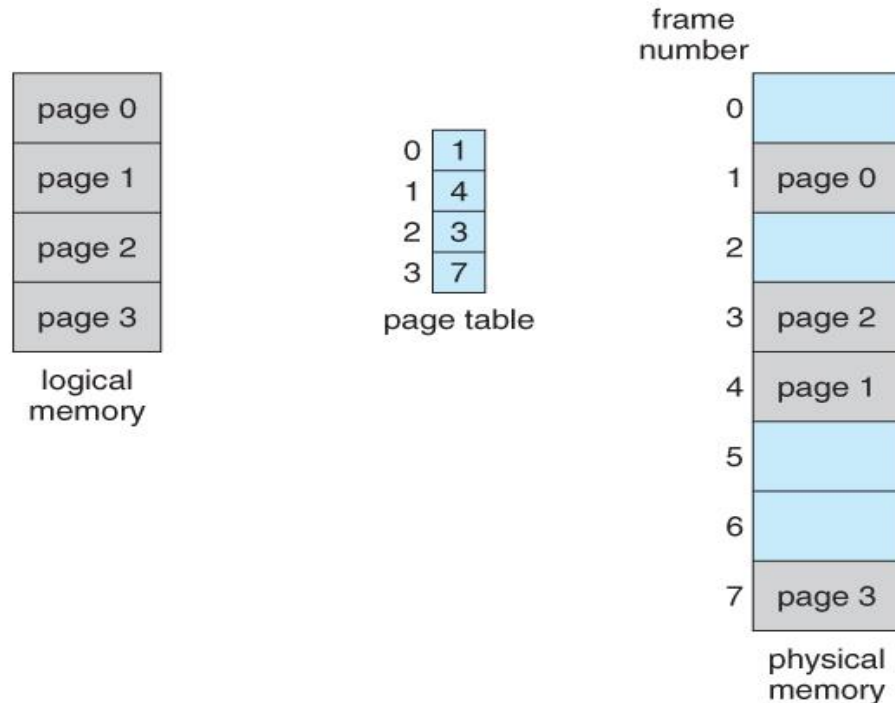 frame
number
page 0
page 1
page 2
page 3
logical
memory
0 1
1 4
2 3
3 7
page table
0
1 page 0
2
3 page 2
4 page 1
5
6
7 page 3
physical
memory